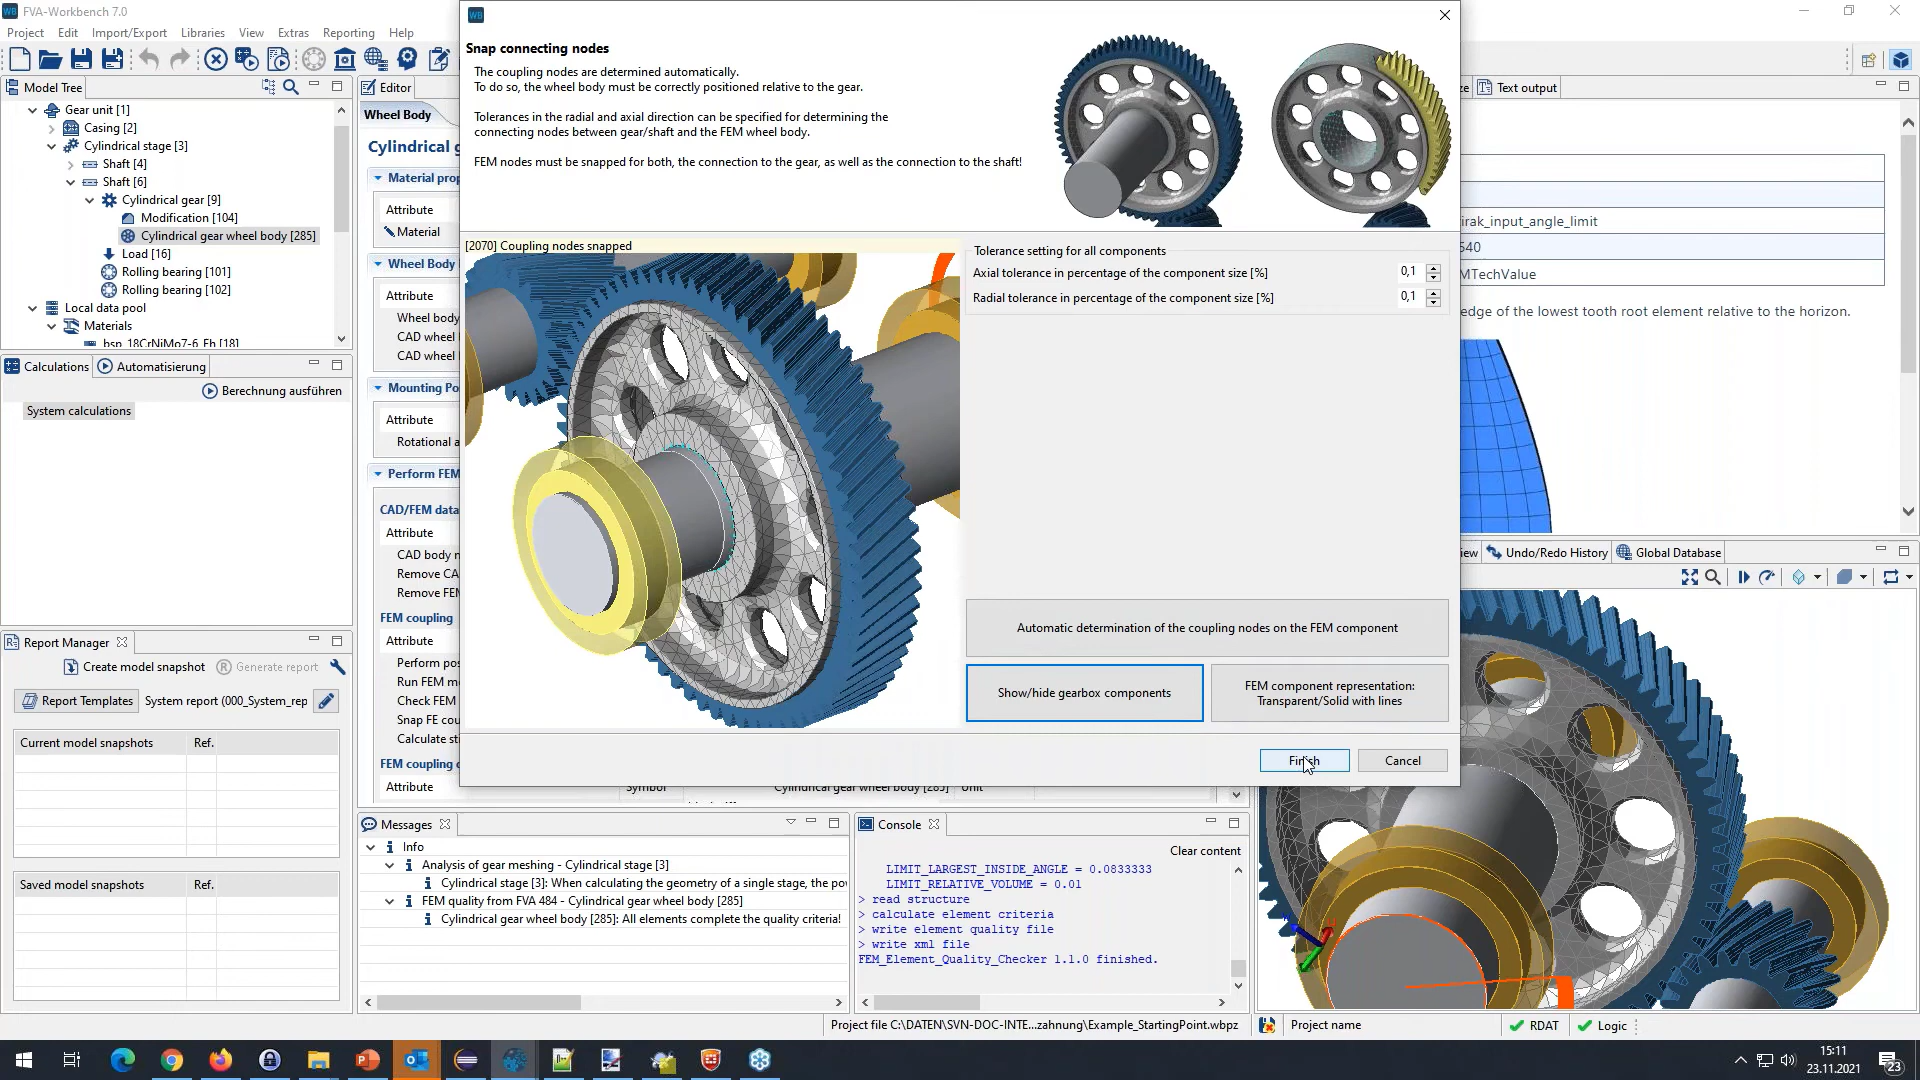 FVA-Workbench 7.0
Project Edit Import/Export Libraries View Extras Reporting Help
Model Tree
Gear unit [1]
Casing [2]
Cylindrical stage [3]
Shaft [4]
Shaft [6]
Cylindrical gear [9]
Modification [104]
Cylindrical gear wheel body [285]
Load [16]
Rolling bearing [101]
Rolling bearing [102]
Local data pool
Materials
bsp_18CrNiMo7-6_Eh [18]
Calculations
Automatisierung
Berechnung ausführen
System calculations
Report Manager
Create model snapshot
Generate report
Report Templates
System report (000_System_rep
Current model snapshots Ref.
Saved model snapshots Ref.
Editor
Wheel Body
Cylindrical g
Material prop
Attribute
Material
Wheel Body
Attribute
Wheel body
CAD wheel
CAD wheel
Mounting Po
Attribute
Rotational a
Perform FEM
CAD/FEM data
Attribute
CAD body n
Remove CA
Remove FEM
FEM coupling
Attribute
Perform pos
Run FEM m
Check FEM
Snap FE cou
Calculate sti
FEM coupling c
Attribute Symbol Cylindrical gear wheel body [285] Unit
Snap connecting nodes
The coupling nodes are determined automatically.
To do so, the wheel body must be correctly positioned relative to the gear.
Tolerances in the radial and axial direction can be specified for determining the
connecting nodes between gear/shaft and the FEM wheel body.
FEM nodes must be snapped for both, the connection to the gear, as well as the connection to the shaft!
[2070] Coupling nodes snapped
Tolerance setting for all components
Axial tolerance in percentage of the component size [%] 0,1
Radial tolerance in percentage of the component size [%] 0,1
Automatic determination of the coupling nodes on the FEM component
Show/hide gearbox components
FEM component representation:
Transparent/Solid with lines
Finish
Cancel
Text output
irak_input_angle_limit
540
MTechValue
edge of the lowest tooth root element relative to the horizon.
iew
Undo/Redo History
Global Database
Messages
Info
Analysis of gear meshing - Cylindrical stage [3]
Cylindrical stage [3]: When calculating the geometry of a single stage, the pov
FEM quality from FVA 484 - Cylindrical gear wheel body [285]
Cylindrical gear wheel body [285]: All elements complete the quality criteria!
Console
Clear content
LIMIT_LARGEST_INSIDE_ANGLE = 0.0833333
LIMIT_RELATIVE_VOLUME = 0.01
> read structure
> calculate element criteria
> write element quality file
> write xml file
FEM_Element_Quality_Checker 1.1.0 finished.
Project file C:\DATEN\SVN-DOC-INTE...zahnung\Example_StartingPoint.wbpz
Project name
RDAT
Logic
15:11
23.11.2021
23